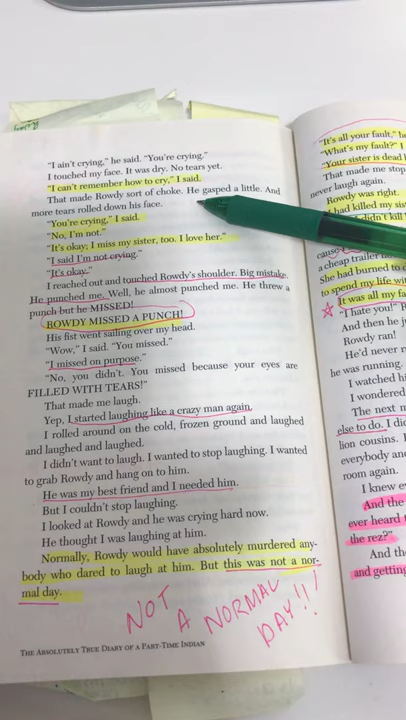 "I ain't crying," he said. "You're crying."
I touched my face. It was dry. No tears yet.
"I can't remember how to cry," I said.
That made Rowdy sort of choke. He gasped a little. And
more tears rolled down his face.
"You're crying," I said.
"No, I'm not."
"It's okay; I miss my sister, too. I love her."
"I said I'm not crying."
"It's okay."
I reached out and touched Rowdy's shoulder. Big mistake.
He punched me. Well, he almost punched me. He threw a
punch but he MISSED!
ROWDY MISSED A PUNCH!
His fist went sailing over my head.
"Wow," I said. "You missed."
"I missed on purpose."
"No, you didn't. You missed because your eyes are
FILLED WITH TEARS!"
That made me laugh.
Yep, I started laughing like a crazy man again.
I rolled around on the cold, frozen ground and laughed
and laughed and laughed.
I didn't want to laugh. I wanted to stop laughing. I wanted
to grab Rowdy and hang on to him.
He was my best friend and I needed him.
But I couldn't stop laughing.
I looked at Rowdy and he was crying hard now.
He thought I was laughing at him.
Normally, Rowdy would have absolutely murdered any-
body who dared to laugh at him. But this was not a nor-
mal day.
NOT
A NORMAL
DAY!!!
THE ABSOLUTELY TRUE DIARY OF A PART-TIME INDIAN
"It's all your fault," he
"What's my fault?" I
"Your sister is dead
That made me stop
never laugh again.
Rowdy was right.
I had killed my sist
didn't kill
cause
a cheap trailer
She had burned to
to spend my life wit
It was all my fa
"I hate you!" R
And then he ju
Rowdy ran!
He'd never r
he was running.
I watched hi
I wondered
The next m
else to do. I dic
lion cousins. I
everybody and
room again.
I knew ev
And the
ever heard
the rez?"
And th
and getting